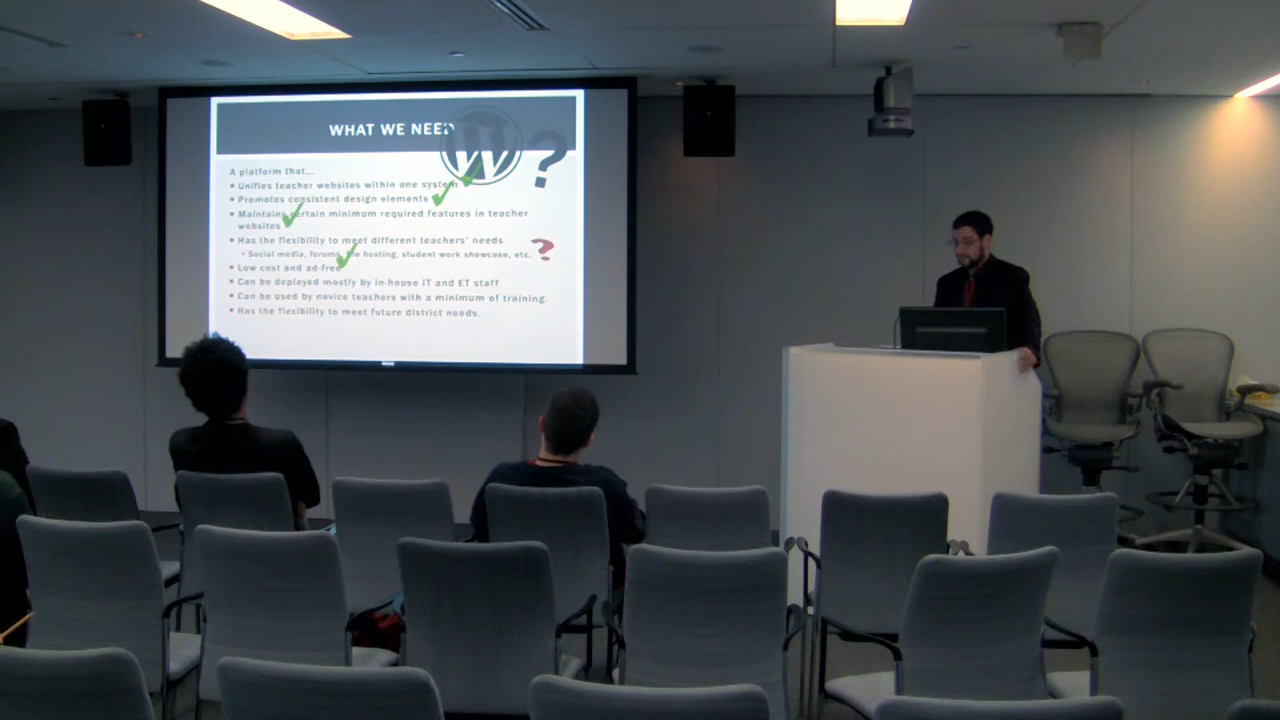 WHAT WE NEED
?
A platform that...
▪ Unifies teacher websites within one system
▪ Promotes consistent design elements
▪ Maintains certain minimum required features in teacher
websites
▪ Has the flexibility to meet different teachers' needs
▪ Social media, forums, file hosting, student work showcase, etc.
?
▪ Low cost and ad-free
▪ Can be deployed mostly by in-house IT and ET staff
▪ Can be used by novice teachers with a minimum of training.
▪ Has the flexibility to meet future district needs.